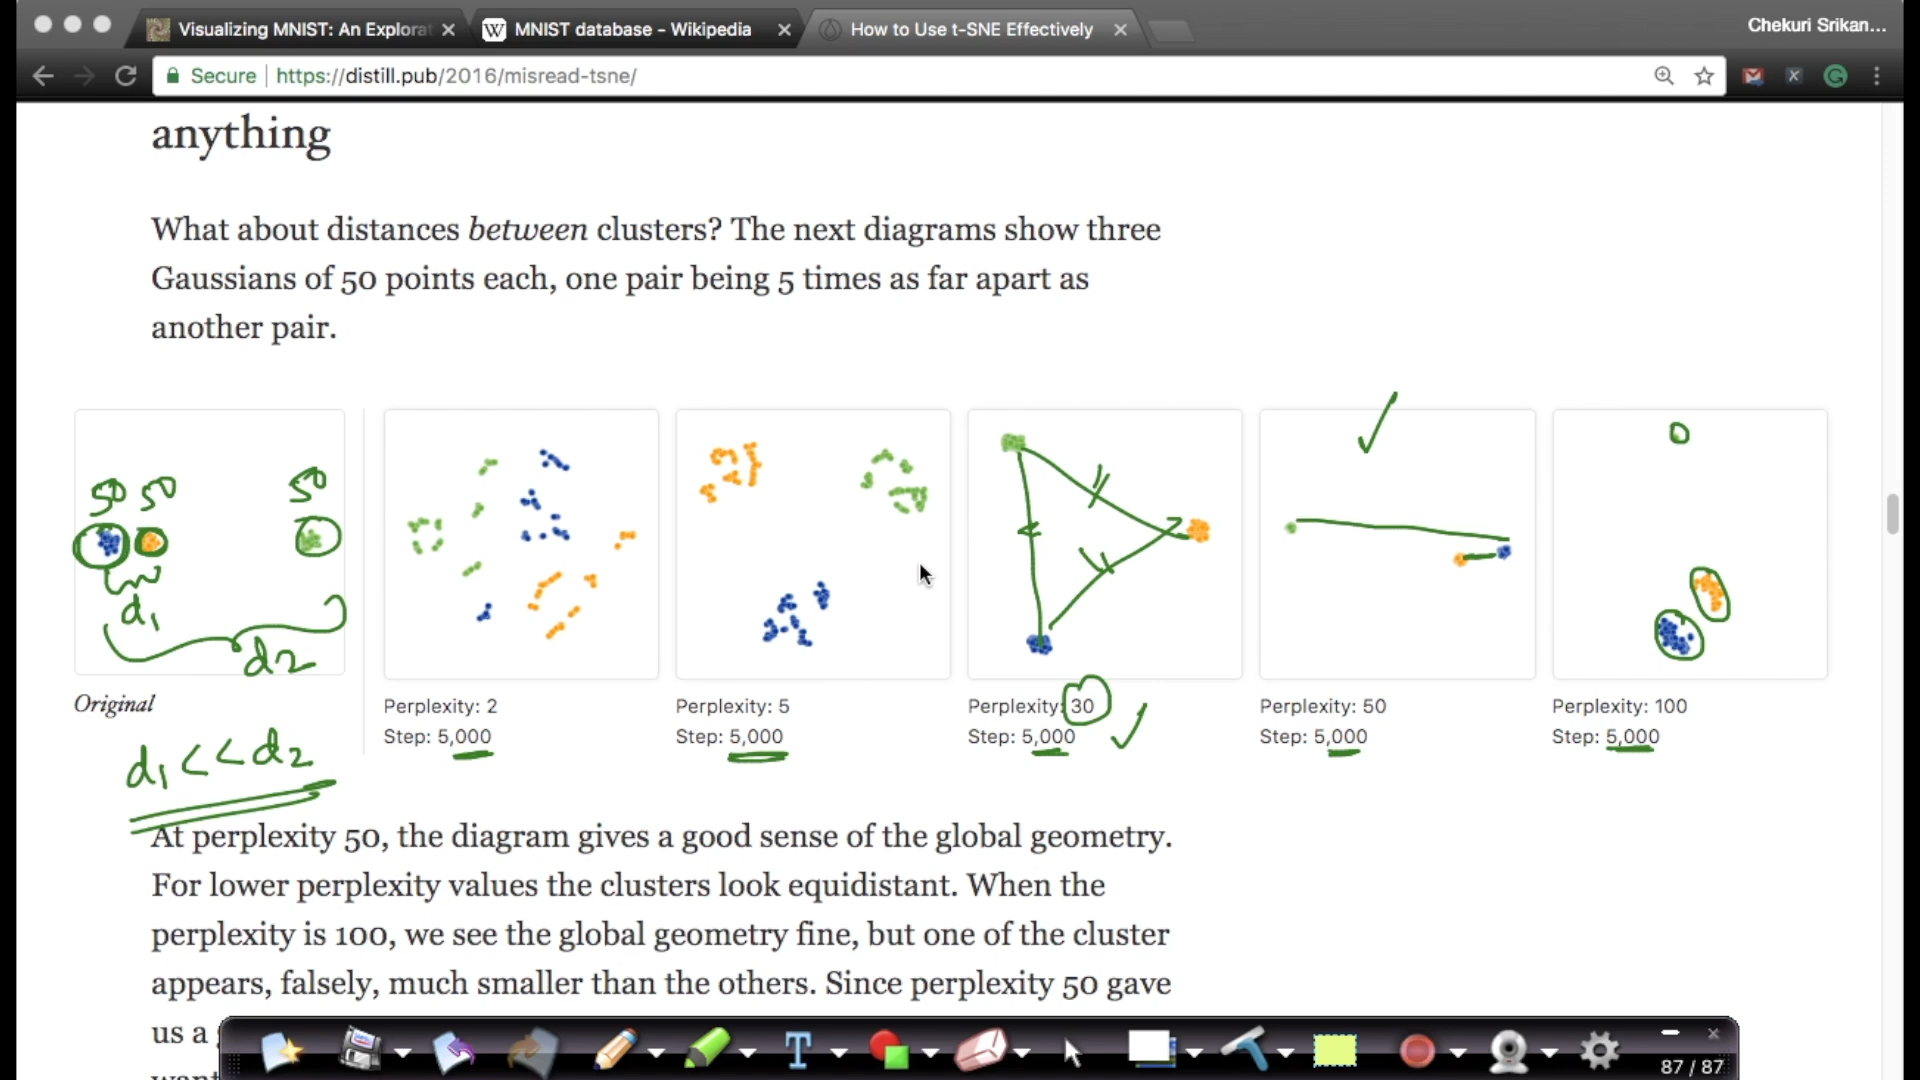 Visualizing MNIST: An Explorat
MNIST database - Wikipedia
How to Use t-SNE Effectively
Chekuri Srikan...
Secure
https://distill.pub/2016/misread-tsne/
anything
What about distances between clusters? The next diagrams show three
Gaussians of 50 points each, one pair being 5 times as far apart as
another pair.
50 50 50
d1
d2
Original
Perplexity: 2
Step: 5,000
Perplexity: 5
Step: 5,000
Perplexity: 30
Step: 5,000
Perplexity: 50
Step: 5,000
Perplexity: 100
Step: 5,000
d1 << d2
At perplexity 50, the diagram gives a good sense of the global geometry.
For lower perplexity values the clusters look equidistant. When the
perplexity is 100, we see the global geometry fine, but one of the cluster
appears, falsely, much smaller than the others. Since perplexity 50 gave
us a
87 / 87